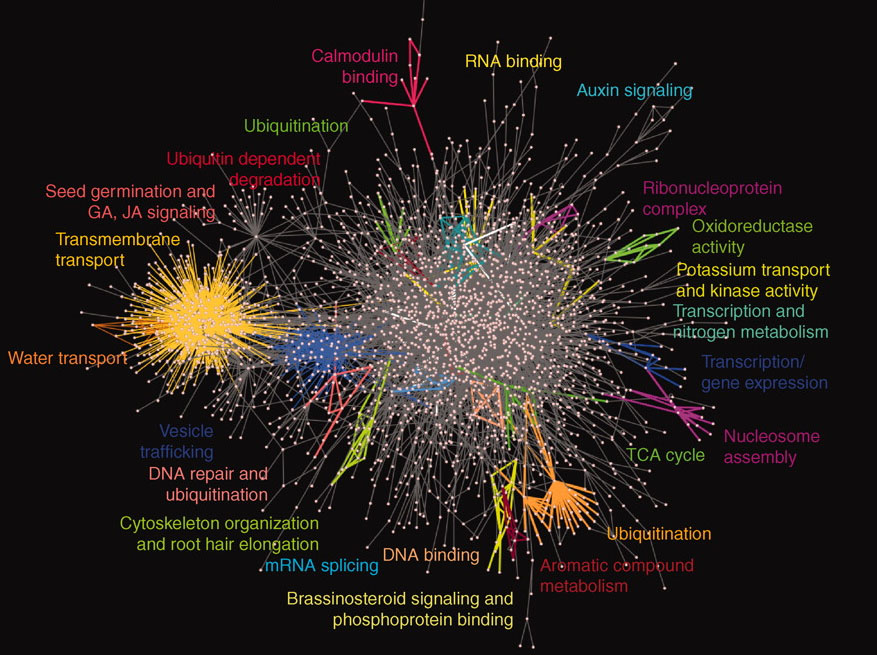 Calmodulin
binding
RNA binding
Auxin signaling
Ubiquitination
Ubiquitin dependent
degradation
Seed germination and
GA, JA signaling
Ribonucleoprotein
complex
Oxidoreductase
activity
Transmembrane
transport
Potassium transport
and kinase activity
Transcription and
nitrogen metabolism
Water transport
Transcription/
gene expression
Vesicle
trafficking
Nucleosome
assembly
TCA cycle
DNA repair and
ubiquitination
Cytoskeleton organization
and root hair elongation
Ubiquitination
mRNA splicing
DNA binding
Aromatic compound
metabolism
Brassinosteroid signaling and
phosphoprotein binding